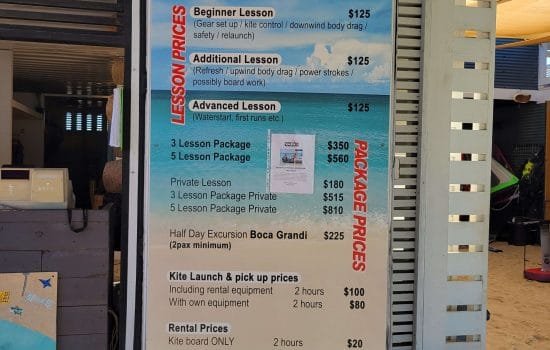 LESSON PRICES
Beginner Lesson $125
(Gear set up / kite control / downwind body drag /
safety / relaunch)
Additional Lesson $125
(Refresh / upwind body drag / power strokes /
possibly board work)
Advanced Lesson $125
(Waterstart, first runs etc.)
PACKAGE PRICES
3 Lesson Package $350
5 Lesson Package $560
Private Lesson $180
3 Lesson Package Private $515
5 Lesson Package Private $810
Half Day Excursion Boca Grandi $225
(2pax minimum)
Kite Launch & pick up prices
Including rental equipment 2 hours $100
With own equipment 2 hours $80
Rental Prices
Kite board ONLY 2 hours $20